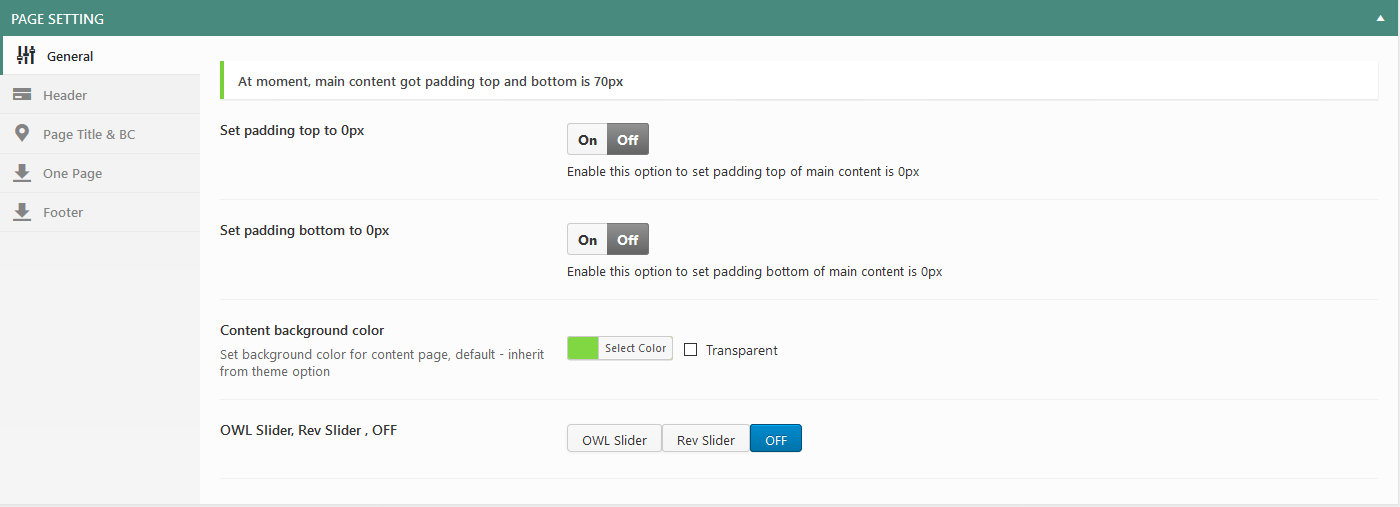 PAGE SETTING
General
Header
Page Title & BC
One Page
Footer
At moment, main content got padding top and bottom is 70px
Set padding top to 0px
On Off
Enable this option to set padding top of main content is 0px
Set padding bottom to 0px
On Off
Enable this option to set padding bottom of main content is 0px
Content background color
Set background color for content page, default - inherit
from theme option
Select Color Transparent
OWL Slider, Rev Slider , OFF
OWL Slider Rev Slider OFF